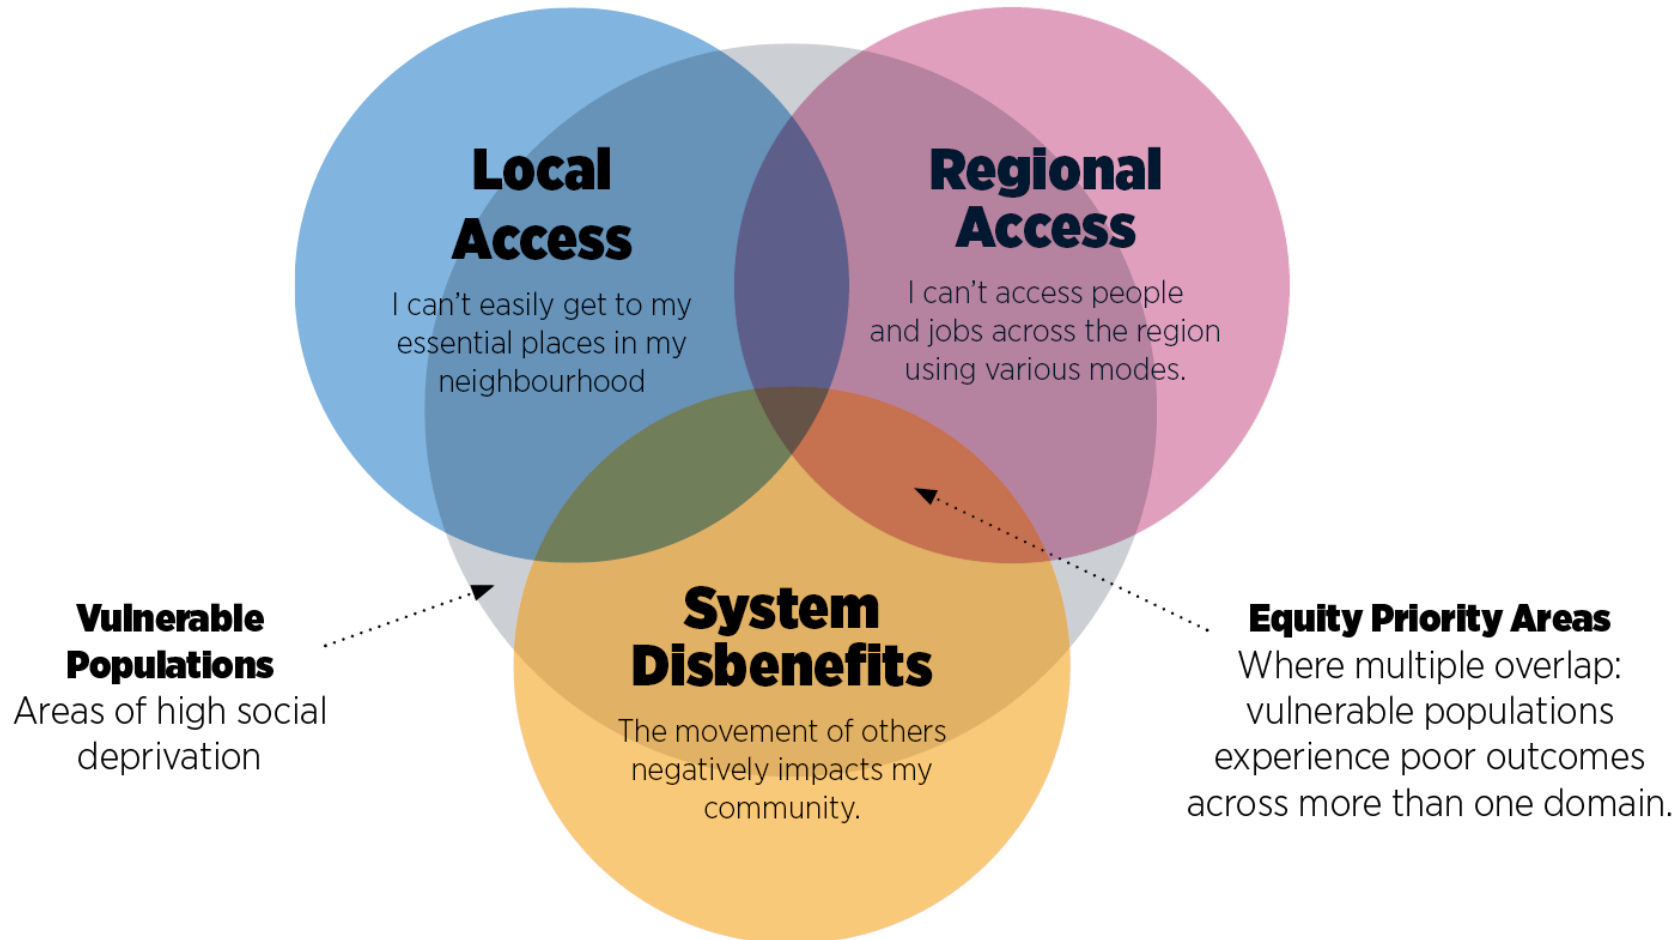 Local
Access
I can’t easily get to my
essential places in my
neighbourhood
Regional
Access
I can’t access people
and jobs across the region
using various modes.
System
Disbenefits
The movement of others
negatively impacts my
community.
Vulnerable
Populations
Areas of high social
deprivation
Equity Priority Areas
Where multiple overlap:
vulnerable populations
experience poor outcomes
across more than one domain.